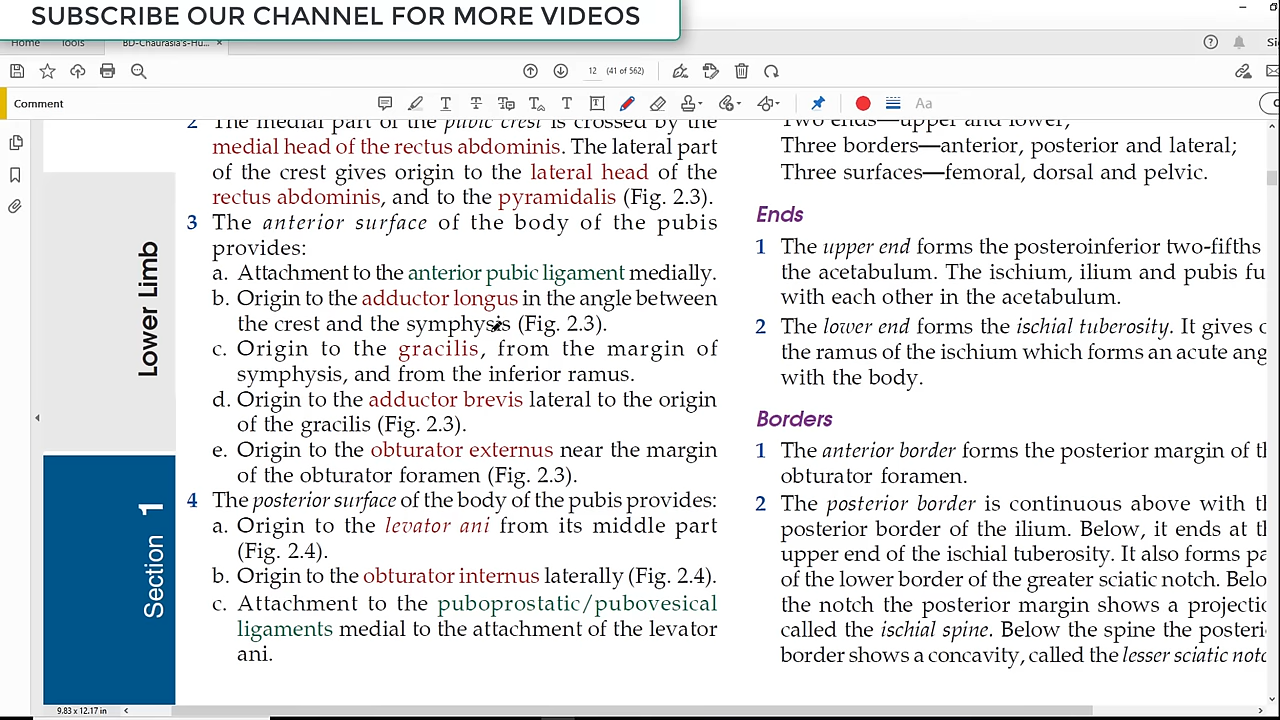 SUBSCRIBE OUR CHANNEL FOR MORE VIDEOS
Home Tools BD-Chaurasia's-Hu... ×
12 (41 of 562)
Comment
Aa
Lower Limb
Section 1
2 The medial part of the pubic crest is crossed by the
medial head of the rectus abdominis. The lateral part
of the crest gives origin to the lateral head of the
rectus abdominis, and to the pyramidalis (Fig. 2.3).
3 The anterior surface of the body of the pubis
provides:
a. Attachment to the anterior pubic ligament medially.
b. Origin to the adductor longus in the angle between
the crest and the symphysis (Fig. 2.3).
c. Origin to the gracilis, from the margin of
symphysis, and from the inferior ramus.
d. Origin to the adductor brevis lateral to the origin
of the gracilis (Fig. 2.3).
e. Origin to the obturator externus near the margin
of the obturator foramen (Fig. 2.3).
4 The posterior surface of the body of the pubis provides:
a. Origin to the levator ani from its middle part
(Fig. 2.4).
b. Origin to the obturator internus laterally (Fig. 2.4).
c. Attachment to the puboprostatic/pubovesical
ligaments medial to the attachment of the levator
ani.
Two ends—upper and lower;
Three borders—anterior, posterior and lateral;
Three surfaces—femoral, dorsal and pelvic.
Ends
1 The upper end forms the posteroinferior two-fifths
the acetabulum. The ischium, ilium and pubis fu
with each other in the acetabulum.
2 The lower end forms the ischial tuberosity. It gives o
the ramus of the ischium which forms an acute ang
with the body.
Borders
1 The anterior border forms the posterior margin of th
obturator foramen.
2 The posterior border is continuous above with th
posterior border of the ilium. Below, it ends at th
upper end of the ischial tuberosity. It also forms pa
of the lower border of the greater sciatic notch. Belo
the notch the posterior margin shows a projectio
called the ischial spine. Below the spine the posteri
border shows a concavity, called the lesser sciatic notc
9.83 x 12.17 in